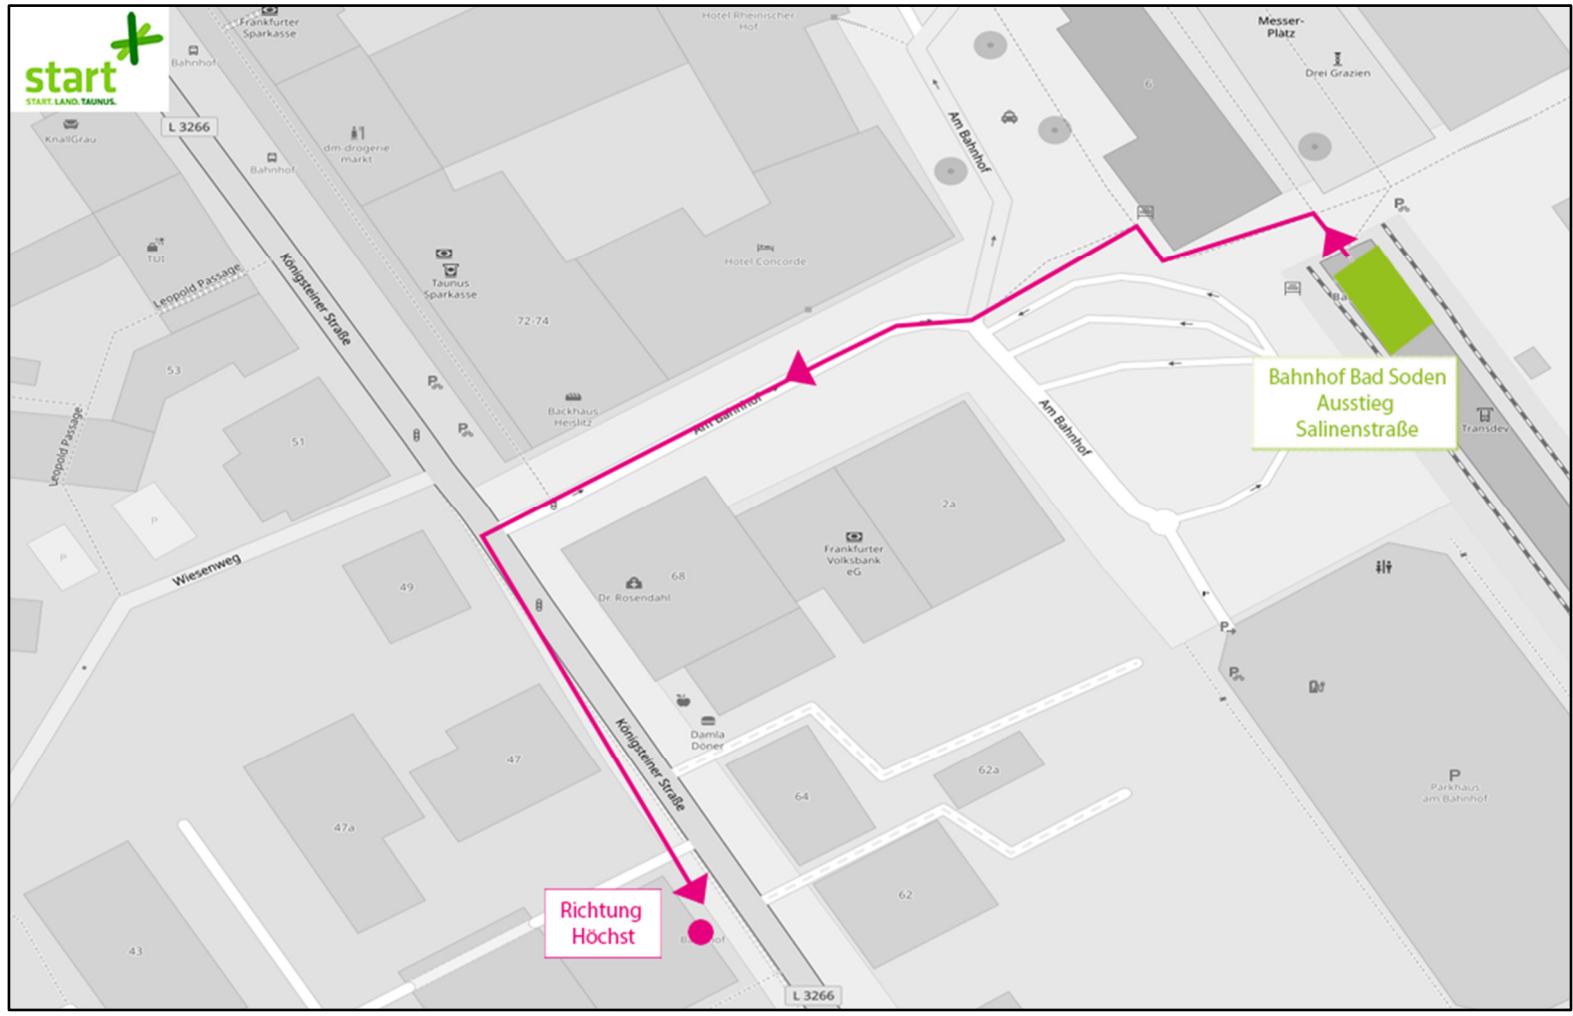 start
START. LAND. TAUNUS.
Frankfurter
Sparkasse
Bahnhof
Hotel Rheinischer
Hof
Messer-
Platz
Drei Grazien
6
KnallGrau
L 3266
dm-drogerie
markt
Bahnhof
Am Bahnhof
TUI
Leopold Passage
Königsteiner Straße
Taunus
Sparkasse
Hotel Concorde
72-74
53
Backhaus
Heislitz
Am Bahnhof
Am Bahnhof
Bahnhof Bad Soden
Ausstieg
Salinenstraße
Transdev
Leopold Passage
51
P
P
Wiesenweg
49
68
Dr. Rosendahl
2a
Frankfurter
Volksbank
eG
P
P
P
P
P
Damla
Döner
Königsteiner Straße
47
47a
64
62a
62
P
Parkhaus
am Bahnhof
43
Richtung
Höchst
L 3266